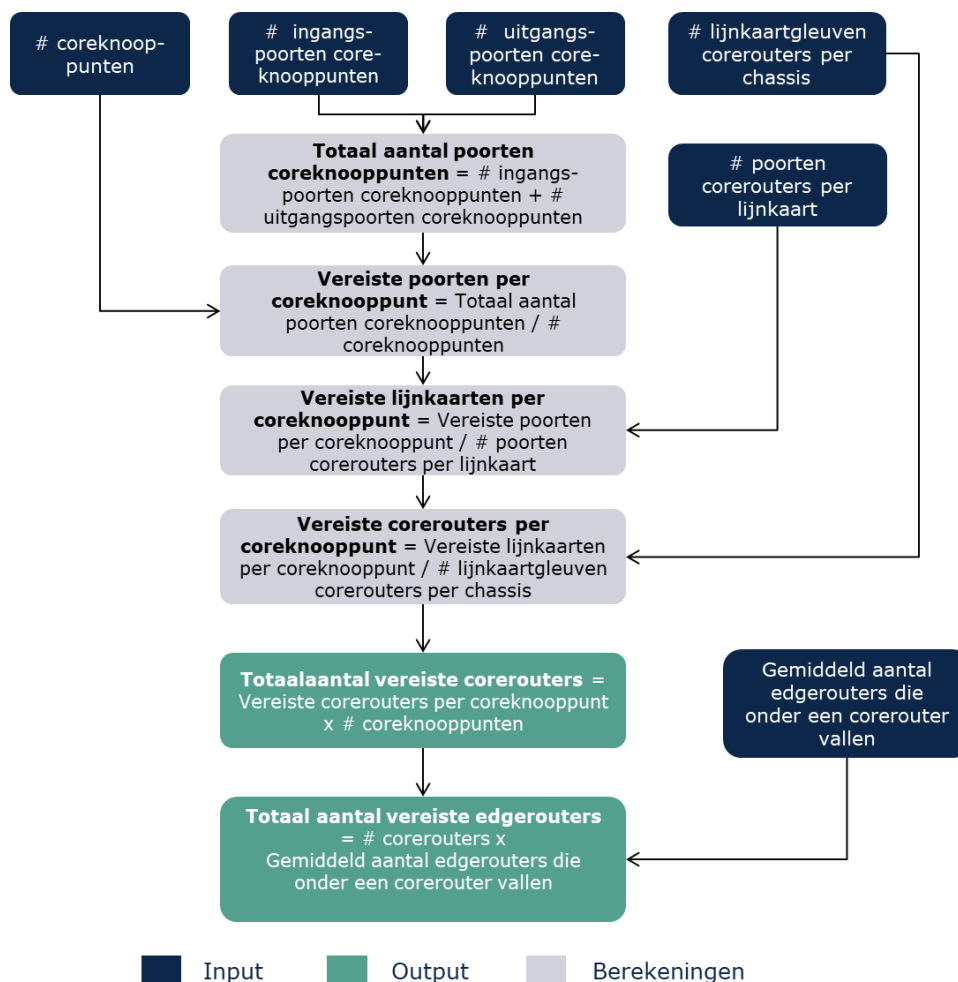 # coreknoop-
punten
# ingangs-
poorten core-
knooppunten
# uitgangs-
poorten core-
knooppunten
# lijnkaartgleuven
corerouters per
chassis
Totaal aantal poorten
coreknooppunten = # ingangs-
poorten coreknooppunten + #
uitgangspoorten coreknooppunten
# poorten
corerouters per
lijnkaart
Vereiste poorten per
coreknooppunt = Totaal aantal
poorten coreknooppunten / #
coreknooppunten
Vereiste lijnkaarten per
coreknooppunt = Vereiste poorten
per coreknooppunt / # poorten
corerouters per lijnkaart
Vereiste corerouters per
coreknooppunt = Vereiste lijnkaarten
per coreknooppunt / # lijnkaartgleuven
corerouters per chassis
Totaalaantal vereiste corerouters =
Vereiste corerouters per coreknooppunt
x # coreknooppunten
Gemiddeld aantal
edgerouters die
onder een corerouter
vallen
Totaal aantal vereiste edgerouters
= # corerouters x
Gemiddeld aantal edgerouters die
onder een corerouter vallen
Input
Output
Berekeningen